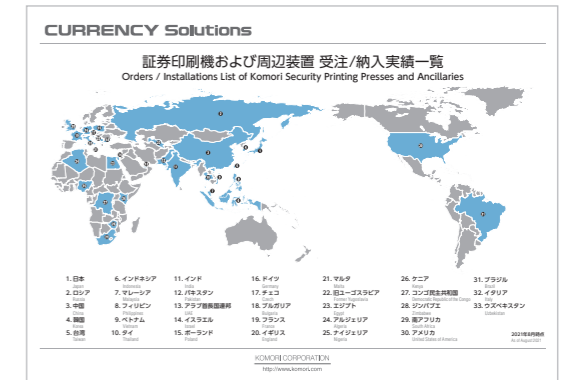 CURRENCY Solutions
証券印刷機および周辺装置 受注/納入実績一覧
Orders / Installations List of Komori Security Printing Presses and Ancillaries
1. 日本
Japan
2. ロシア
Russia
3. 中国
China
4. 韓国
Korea
5. 台湾
Taiwan
6. インドネシア
Indonesia
7. マレーシア
Malaysia
8. フィリピン
Philippines
9. ベトナム
Vietnam
10. タイ
Thailand
11. インド
India
12. パキスタン
Pakistan
13. アラブ首長国連邦
UAE
14. イスラエル
Israel
15. ポーランド
Poland
16. ドイツ
Germany
17. チェコ
Czech
18. ブルガリア
Bulgaria
19. フランス
France
20. イギリス
England
21. マルタ
Malta
22. 旧ユーゴスラビア
Former Yugoslavia
23. エジプト
Egypt
24. アルジェリア
Algeria
25. ナイジェリア
Nigeria
26. ケニア
Kenya
27. コンゴ民主共和国
Democratic Republic of the Congo
28. ジンバブエ
Zimbabwe
29. 南アフリカ
South Africa
30. アメリカ
United States of America
31. ブラジル
Brazil
32. イタリア
Italy
33. ウズベキスタン
Uzbekistan
2021年8月時点
As of August 2021
KOMORI CORPORATION
http://www.komori.com